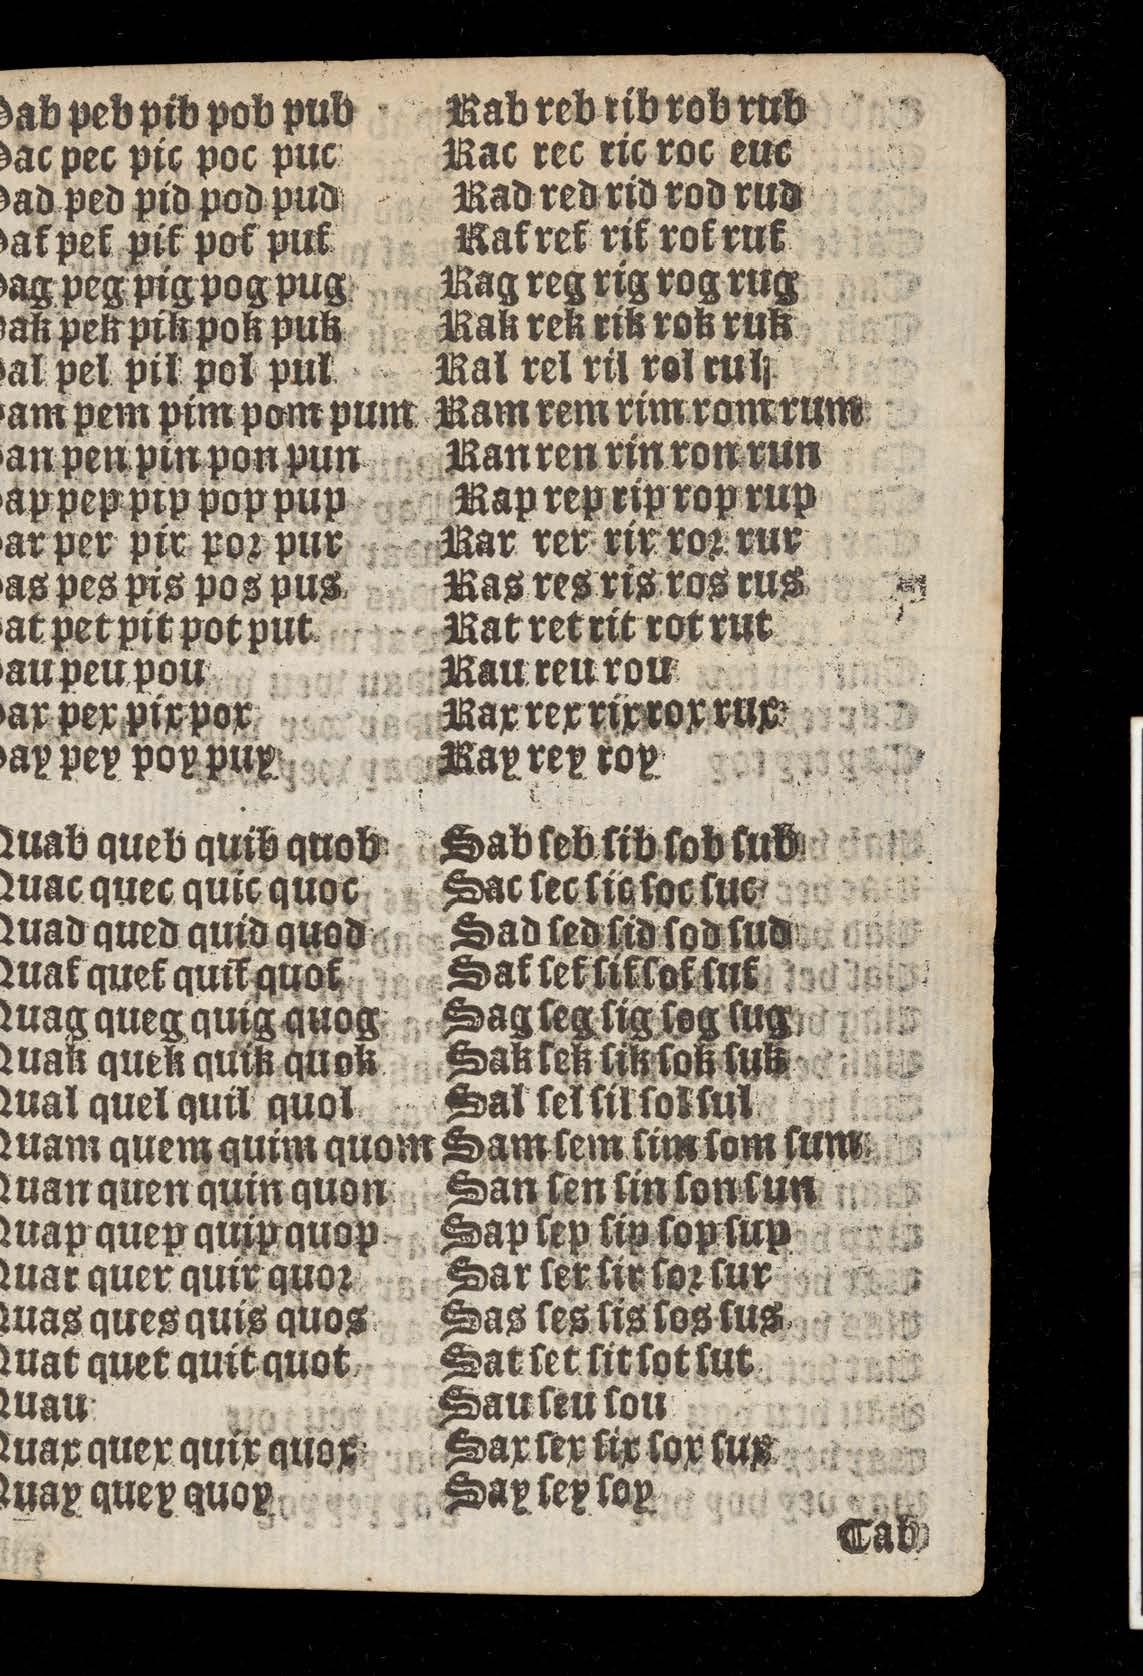 Pab peb pib pob pub
Pac pec pic poc puc
Pad ped pid pod pud
Paf pef pif pof puf
Pag peg pig pog pug
Pak pek pik pok puk
Pal pel pil pol pul
Pam pem pim pom pum
Pan pen pin pon pun
Pap pep pip pop pup
Par per pir poꝛ pur
Pas pes pis pos pus
Pat pet pit pot put
Pau peu pou
Pax pex pix pox
Pay pey poy puy
Quab queb quib quob
Quac quec quic quoc
Quad qued quid quod
Quaf quef quif quof
Quag queg quig quog
Quak quek quik quok
Qual quel quil quol
Quam quem quim quom
Quan quen quin quon
Quap quep quip quop
Quar quer quir quoꝛ
Quas ques quis quos
Quat quet quit quot
Quau
Quax quex quix quox
Quay quey quoy
Rab reb rib rob rub
Rac rec ric roc euc
Rad red rid rod rud
Raf ref rif rof ruf
Rag reg rig rog rug
Rak rek rik rok ruk
Ral rel ril rol rul
Ram rem rim rom rum
Ran ren rin ron run
Rap rep rip rop rup
Rar rer rir roꝛ rur
Ras res ris ros rus
Rat ret rit rot rut
Rau reu rou
Rax rex rix rox rux
Ray rey roy
Sab ſeb ſib ſob ſub
Sac ſec ſic ſoc ſuc
Sad ſed ſid ſod ſud
Saf ſef ſif ſof ſuf
Sag ſeg ſig ſog ſug
Sak ſek ſik ſok ſuk
Sal ſel ſil ſol ſul
Sam ſem ſim ſom ſum
San ſen ſin ſon ſun
Sap ſep ſip ſop ſup
Sar ſer ſir ſoꝛ ſur
Sas ſes ſis ſos ſus
Sat ſet ſit ſot ſut
Sau ſeu ſou
Sax ſex ſix ſox ſux
Say ſey ſoy
Tab